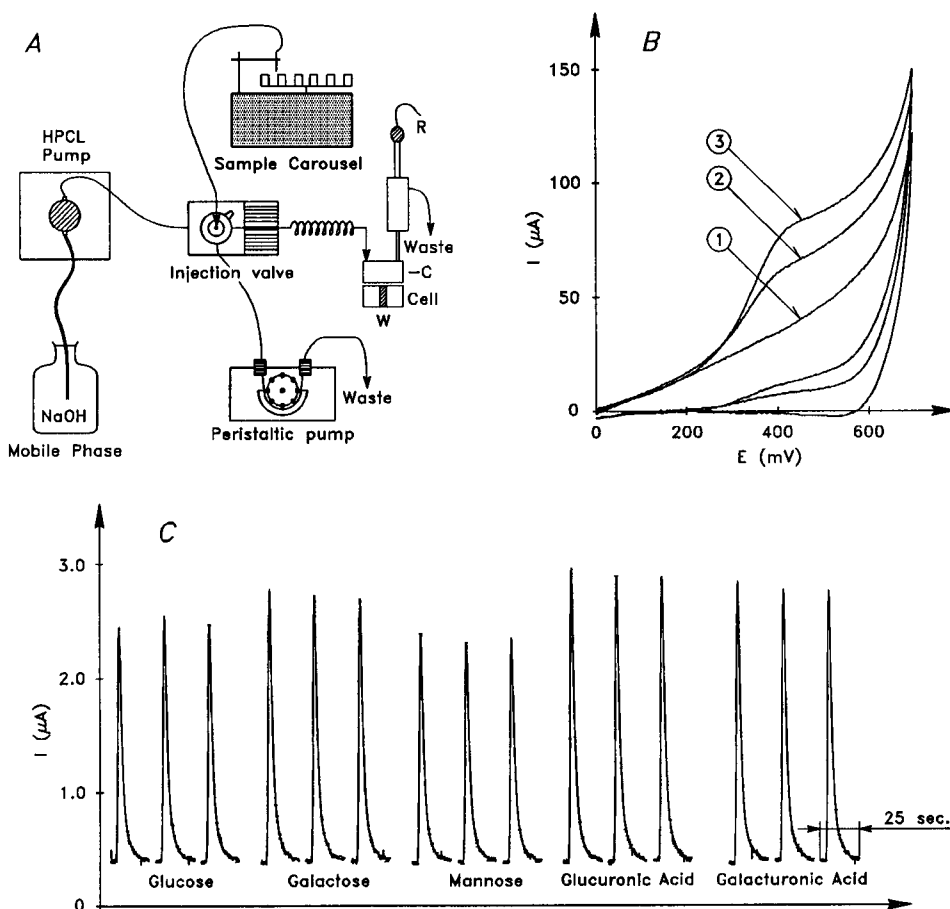 A
HPCL
Pump
Sample Carousel
R
Waste
Injection valve
–C
Cell
W
NaOH
Mobile Phase
Waste
Peristaltic pump
B
I (μA)
150
100
50
0
3
2
1
0
200
400
600
E (mV)
C
I (μA)
3.0
2.0
1.0
0
25 sec.
Glucose
Galactose
Mannose
Glucuronic Acid
Galacturonic Acid